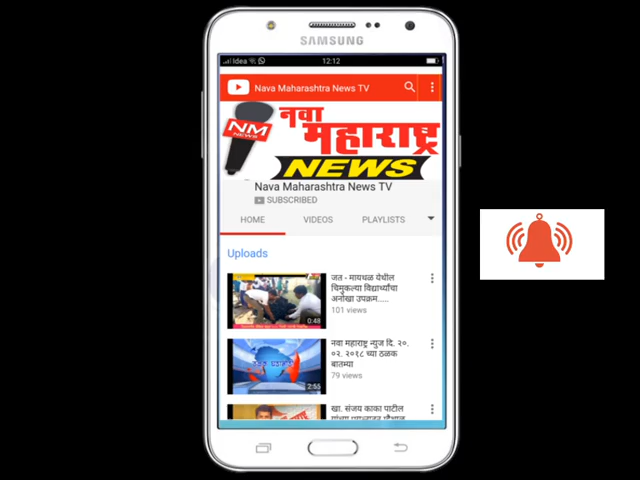 SAMSUNG
Idea
12:12
Nava Maharashtra News TV
NM
NEWS
नवा
महाराष्ट्र
NEWS
Nava Maharashtra News TV
SUBSCRIBED
HOME VIDEOS PLAYLISTS
Uploads
जत - मायथळ येथील
चिमुकल्या विद्यार्थ्यांचा
अनोखा उपक्रम.....
101 views
0:48
नवा महाराष्ट्र न्युज दि. २०.
०२. २०१८ च्या ठळक
बातम्या
79 views
2:55
खा. संजय काका पाटील